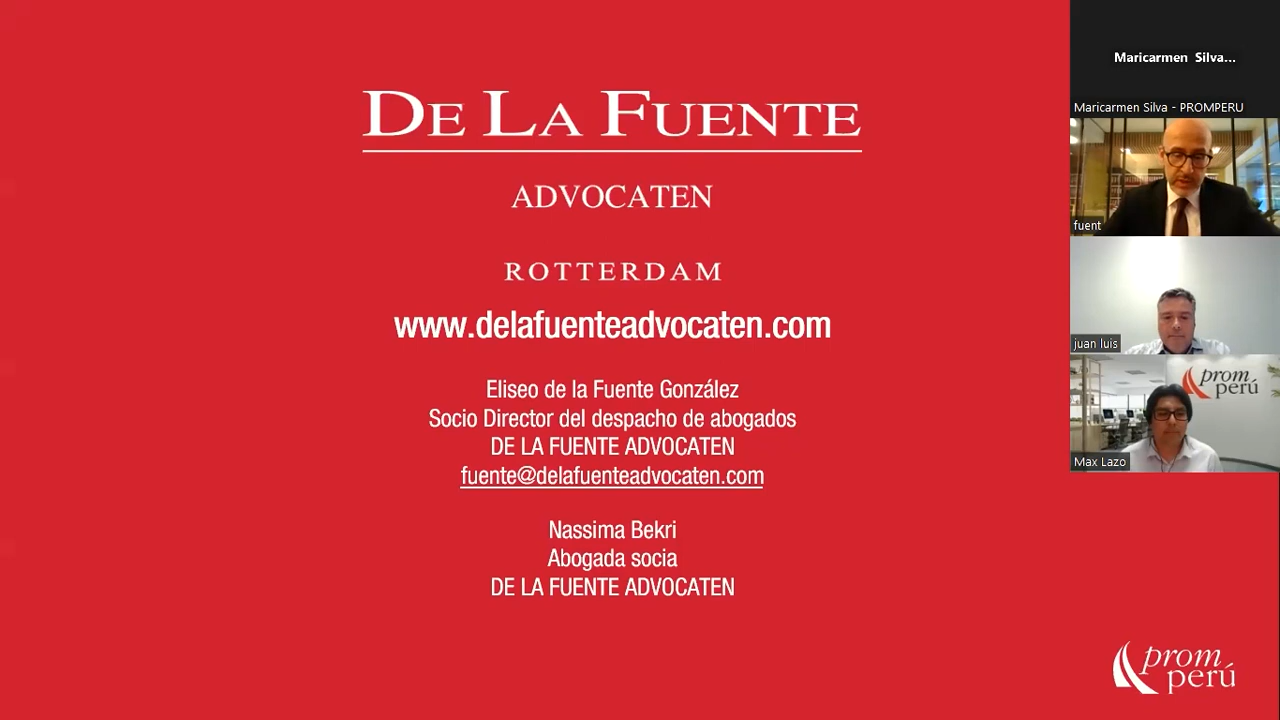 DE LA FUENTE
ADVOCATEN
ROTTERDAM
www.delafuenteadvocaten.com
Eliseo de la Fuente González
Socio Director del despacho de abogados
DE LA FUENTE ADVOCATEN
fuente@delafuenteadvocaten.com
Nassima Bekri
Abogada socia
DE LA FUENTE ADVOCATEN
prom
perú
Maricarmen Silva...
Maricarmen Silva - PROMPERU
fuent
juan luis
prom
perú
Max Lazo